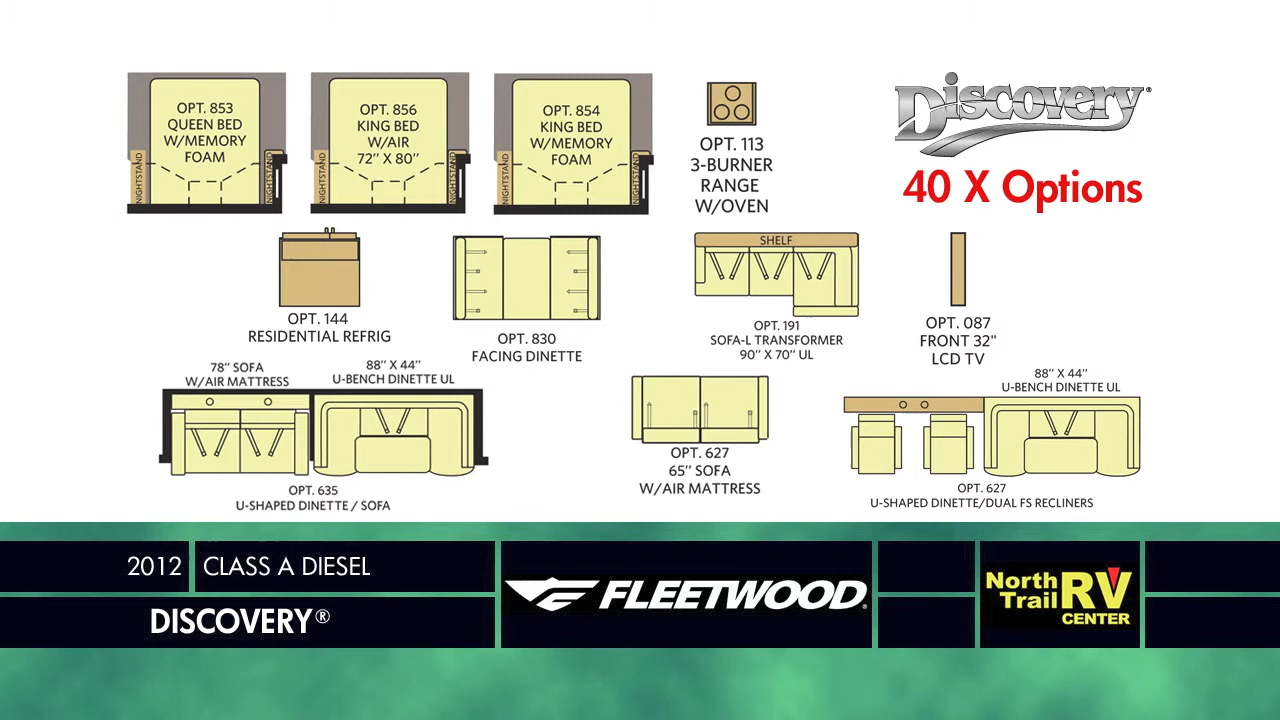 OPT. 853
QUEEN BED
W/MEMORY
FOAM
NIGHTSTAND
NIGHTSTAND
OPT. 856
KING BED
W/AIR
72” X 80”
NIGHTSTAND
NIGHTSTAND
OPT. 854
KING BED
W/MEMORY
FOAM
NIGHTSTAND
NIGHTSTAND
OPT. 113
3-BURNER
RANGE
W/OVEN
Discovery®
40 X Options
OPT. 144
RESIDENTIAL REFRIG
OPT. 830
FACING DINETTE
SHELF
OPT. 191
SOFA-L TRANSFORMER
90” X 70” UL
OPT. 087
FRONT 32"
LCD TV
78” SOFA
W/AIR MATTRESS
88” X 44”
U-BENCH DINETTE UL
OPT. 635
U-SHAPED DINETTE / SOFA
OPT. 627
65” SOFA
W/AIR MATTRESS
88” X 44”
U-BENCH DINETTE UL
OPT. 627
U-SHAPED DINETTE/DUAL FS RECLINERS
2012 CLASS A DIESEL
DISCOVERY®
FLEETWOOD®
North Trail RV CENTER